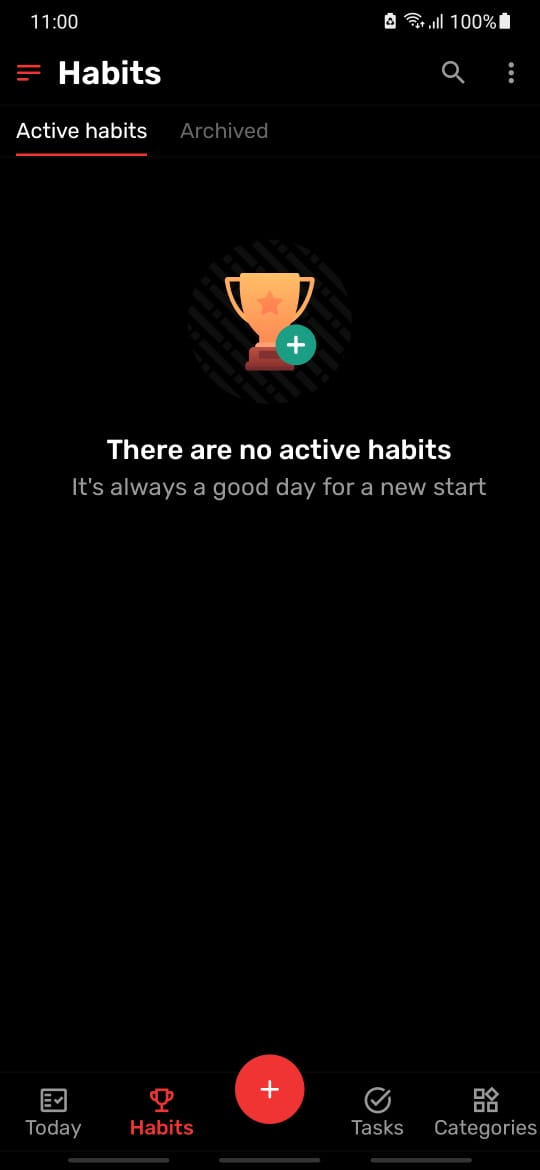 11:00
100%
Habits
Active habits
Archived
There are no active habits
It's always a good day for a new start
Today
Habits
Tasks
Categories